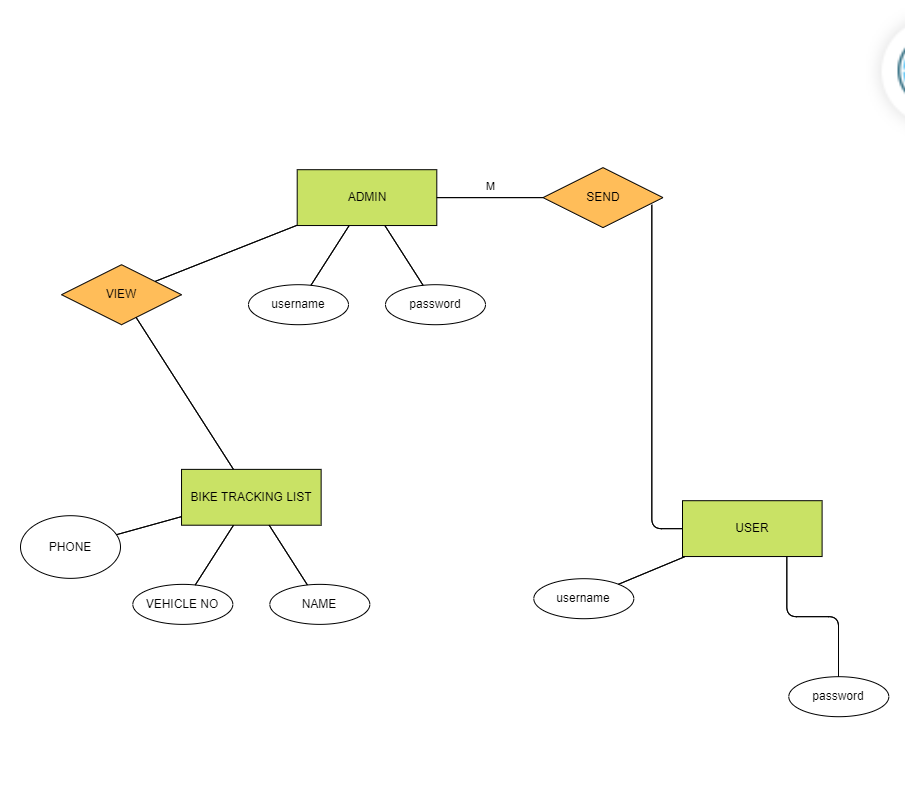 M
ADMIN
SEND
VIEW
username
password
BIKE TRACKING LIST
USER
PHONE
VEHICLE NO
NAME
username
password